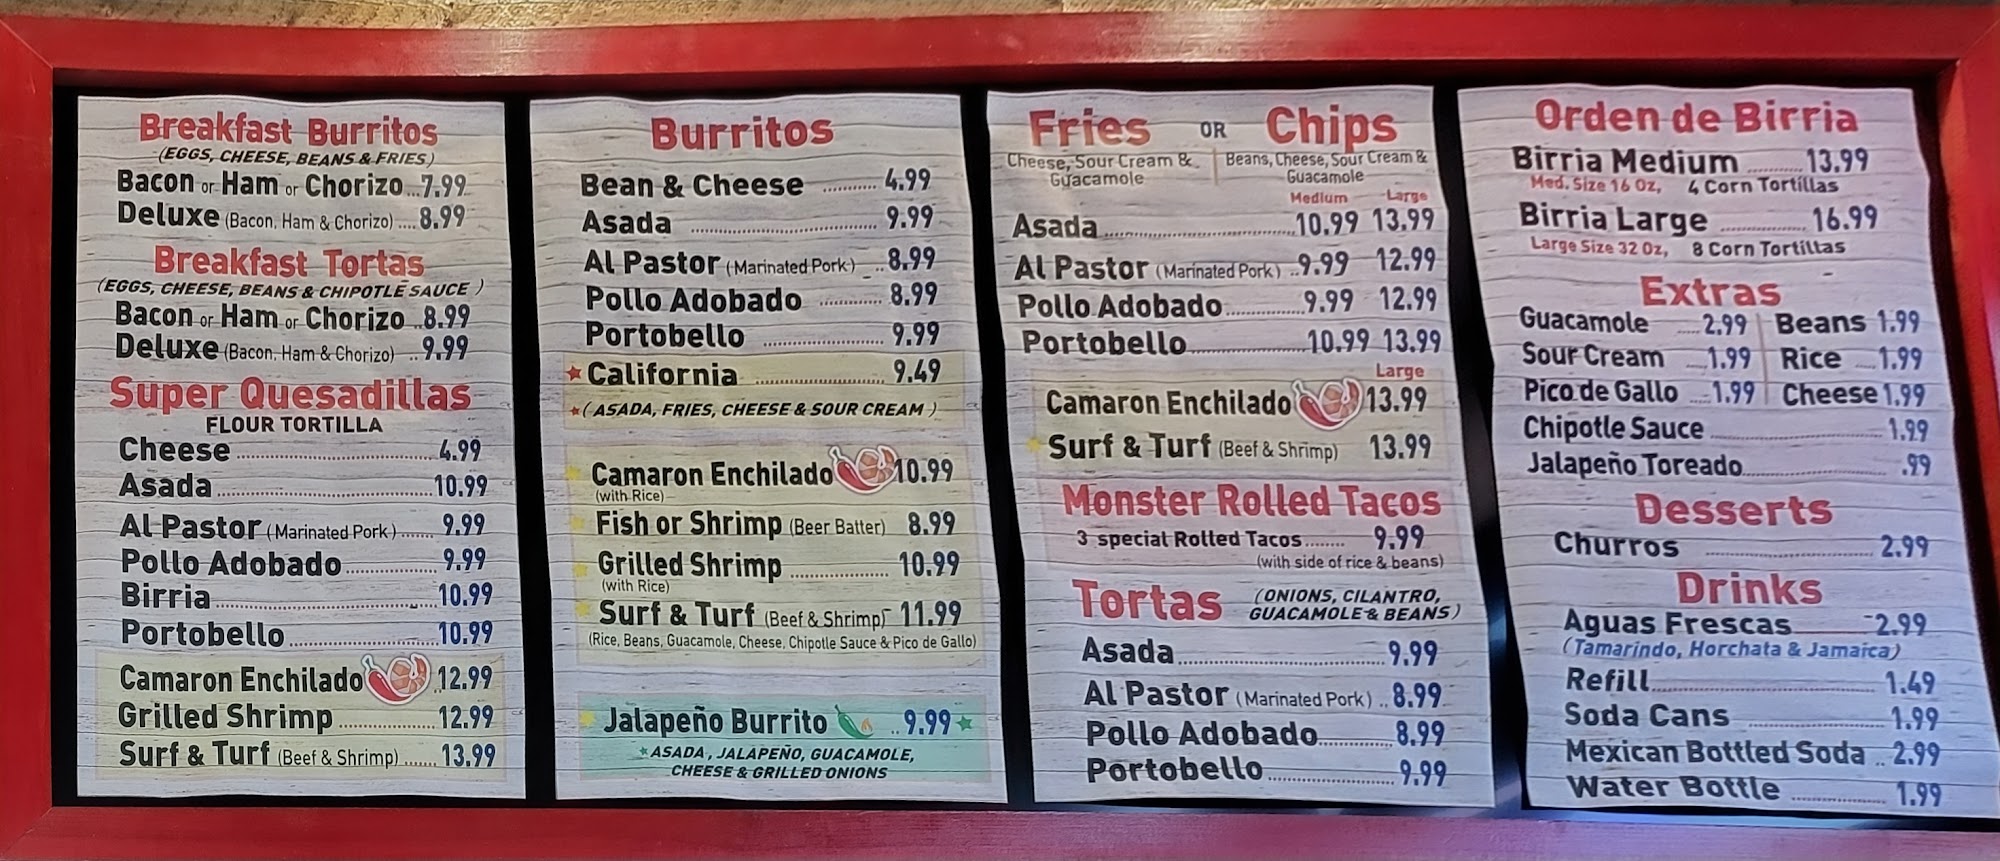 Breakfast Burritos
(EGGS, CHEESE, BEANS & FRIES)
Bacon or Ham or Chorizo...7.99
Deluxe (Bacon, Ham & Chorizo) ....8.99
Breakfast Tortas
(EGGS, CHEESE, BEANS & CHIPOTLE SAUCE )
Bacon or Ham or Chorizo ..8.99
Deluxe (Bacon, Ham & Chorizo) ..9.99
Super Quesadillas
FLOUR TORTILLA
Cheese ........ 4.99
Asada ........ 10.99
Al Pastor (Marinated Pork) ....... 9.99
Pollo Adobado ........ 9.99
Birria ........ 10.99
Portobello ........ 10.99
Camaron Enchilado ..12.99
Grilled Shrimp ........ 12.99
Surf & Turf (Beef & Shrimp) ....... 13.99
Burritos
Bean & Cheese ........ 4.99
Asada ........ 9.99
Al Pastor (Marinated Pork) ..8.99
Pollo Adobado ........ 8.99
Portobello ........ 9.99
California ........ 9.49
( ASADA, FRIES, CHEESE & SOUR CREAM )
Camaron Enchilado 10.99
(with Rice)
Fish or Shrimp (Beer Batter) 8.99
Grilled Shrimp ........ 10.99
(with Rice)
Surf & Turf (Beef & Shrimp) 11.99
(Rice, Beans, Guacamole, Cheese, Chipotle Sauce & Pico de Gallo)
Jalapeño Burrito ..9.99
ASADA, JALAPEÑO, GUACAMOLE,
CHEESE & GRILLED ONIONS
Fries OR Chips
Cheese, Sour Cream & Beans, Cheese, Sour Cream &
Guacamole Guacamole
Medium Large
Asada ........ 10.99 13.99
Al Pastor (Marinated Pork) ..9.99 12.99
Pollo Adobado ........ 9.99 12.99
Portobello ........ 10.99 13.99
Large
Camaron Enchilado 13.99
Surf & Turf (Beef & Shrimp) 13.99
Monster Rolled Tacos
3 special Rolled Tacos ........ 9.99
(with side of rice & beans)
Tortas (ONIONS, CILANTRO,
GUACAMOLE & BEANS)
Asada ........ 9.99
Al Pastor (Marinated Pork) .. 8.99
Pollo Adobado ........ 8.99
Portobello ........ 9.99
Orden de Birria
Birria Medium ........ 13.99
Med. Size 16 Oz, 4 Corn Tortillas
Birria Large ........ 16.99
Large Size 32 Oz, 8 Corn Tortillas
Extras
Guacamole .....2.99 Beans 1.99
Sour Cream ....1.99 Rice ....1.99
Pico de Gallo ....1.99 Cheese 1.99
Chipotle Sauce ........ 1.99
Jalapeño Toreado ........ .99
Desserts
Churros ........ 2.99
Drinks
Aguas Frescas 2.99
(Tamarindo, Horchata & Jamaica)
Refill ........ 1.49
Soda Cans ........ 1.99
Mexican Bottled Soda .. 2.99
Water Bottle ........ 1.99